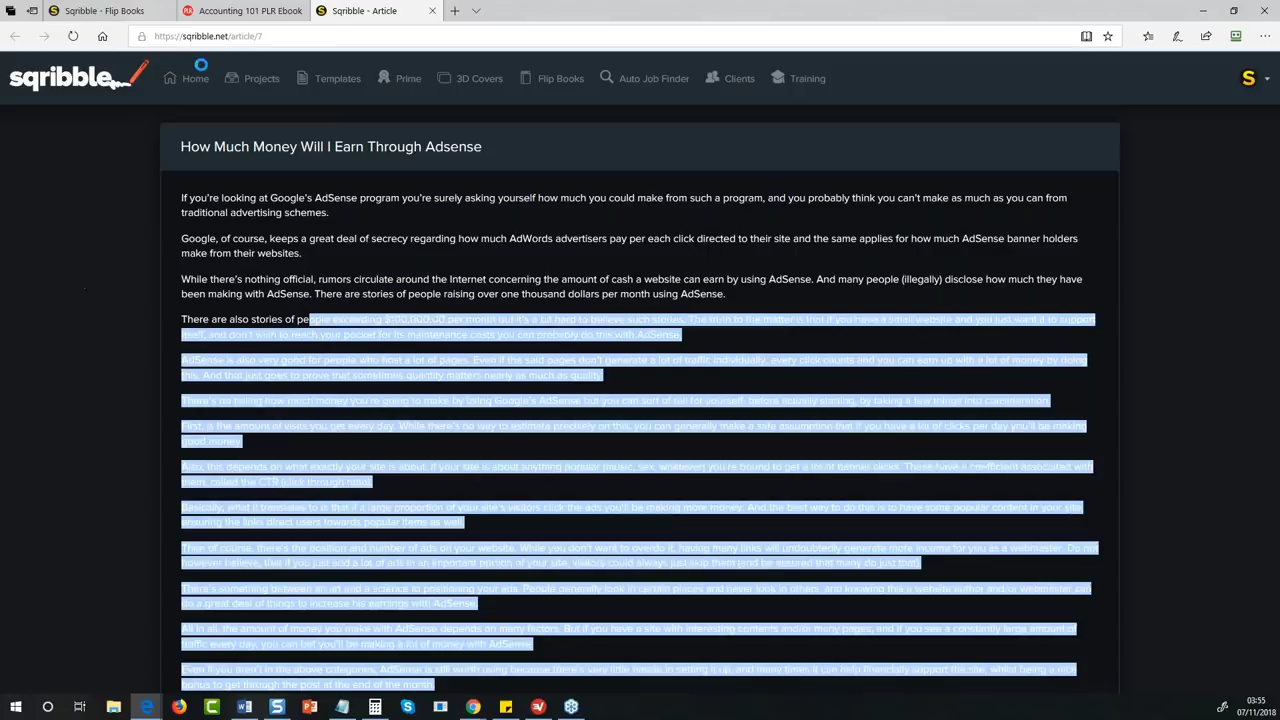 Sqribble - Flip Books
Accounting 101 PLR Ebook
Sqribble - Article
https://sqribble.net/article/7
sqribble
Home
Projects
Templates
Prime
3D Covers
Flip Books
Auto Job Finder
Clients
Training
S
How Much Money Will I Earn Through Adsense
If you're looking at Google's AdSense program you're surely asking yourself how much you could make from such a program, and you probably think you can't make as much as you can from
traditional advertising schemes.
Google, of course, keeps a great deal of secrecy regarding how much AdWords advertisers pay per each click directed to their site and the same applies for how much AdSense banner holders
make from their websites.
While there's nothing official, rumors circulate around the Internet concerning the amount of cash a website can earn by using AdSense. And many people (illegally) disclose how much they have
been making with AdSense. There are stories of people raising over one thousand dollars per month using AdSense.
There are also stories of people exceeding $100,000.00 per month but it's a bit hard to believe such stories. The truth to the matter is that if you have a small website and you just want it to support
itself, and don't wish to reach your pocket for its maintenance costs you can probably do this with AdSense.
AdSense is also very good for people who host a lot of pages. Even if the said pages don't generate a lot of traffic individually, every click counts and you can earn up with a lot of money by doing
this. And that just goes to prove that sometimes quantity matters nearly as much as quality.
There's no telling how much money you're going to make by using Google's AdSense but you can sort of tell for yourself, before actually starting, by taking a few things into consideration.
First, is the amount of visits you get every day. While there's no way to estimate precisely on this, you can generally make a safe assumption that if you have a lot of clicks per day you'll be making
good money.
Also, this depends on what exactly your site is about. If your site is about anything popular (music, sex, whatever) you're bound to get a lot of banner clicks. These have a coefficient associated with
them, called the CTR (click through ratio).
Basically, what it translates to is that if a large proportion of your site's visitors click the ads you'll be making more money. And the best way to do this is to have some popular content in your site,
ensuring the links direct users towards popular items as well.
Then of course, there's the position and number of ads on your website. While you don't want to overdo it, having many links will undoubtedly generate more income for you as a webmaster. Do not
however believe, that if you just add a lot of ads in an important portion of your site, visitors could always just skip them (and be assured that many do just that).
There's something between an art and a science to positioning your ads. People generally look in certain places and never look in others, and knowing this a website author and/or webmaster can
do a great deal of things to increase his earnings with AdSense.
All in all, the amount of money you make with AdSense depends on many factors. But if you have a site with interesting contents and/or many pages, and if you see a constantly large amount of
traffic every day, you can bet you'll be making a lot of money with AdSense.
Even if you aren't in the above categories, AdSense is still worth using because there's very little hassle in setting it up, and many times, it can help financially support the site, whilst being a nice
bonus to get through the post at the end of the month.
03:55
07/11/2018